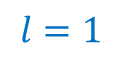 l = 1